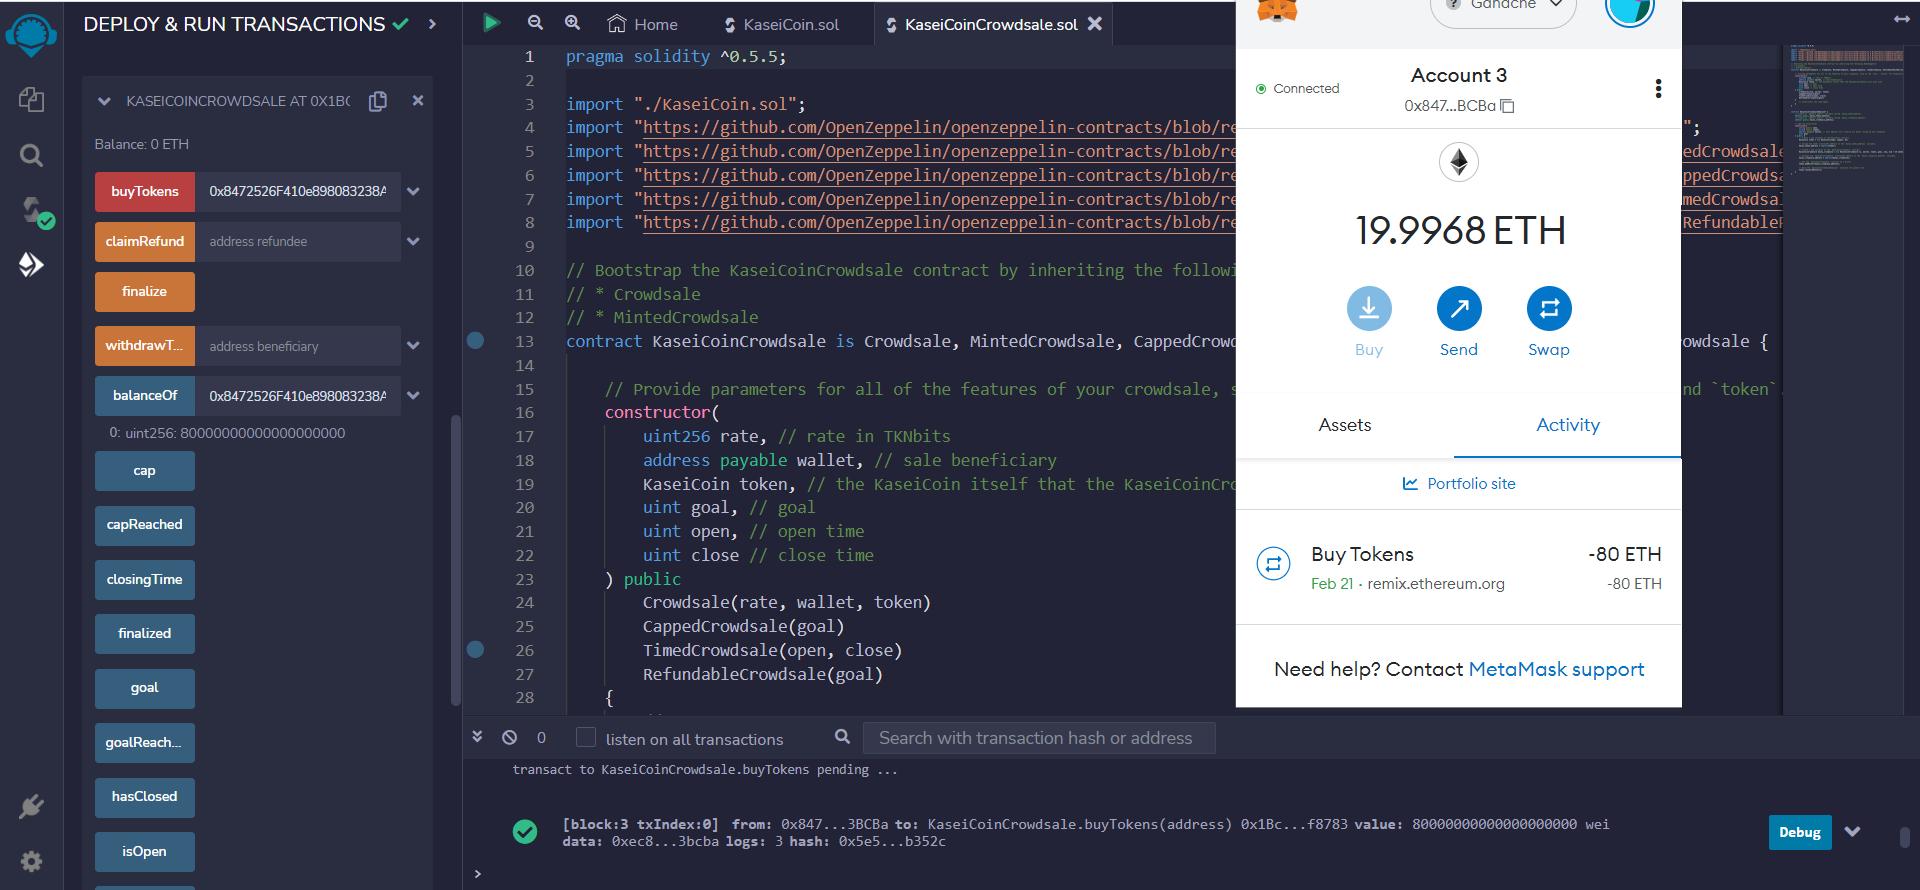 DEPLOY & RUN TRANSACTIONS
KASEICOINCROWDSALE AT 0X1BC
Balance: 0 ETH
buyTokens 0x8472526F410e898083238A
claimRefund address refundee
finalize
withdrawT... address beneficiary
balanceOf 0x8472526F410e898083238A
0: uint256: 80000000000000000000
cap
capReached
closingTime
finalized
goal
goalReach...
hasClosed
isOpen
Home
KaseiCoin.sol
KaseiCoinCrowdsale.sol
1 pragma solidity ^0.5.5;
2
3 import "./KaseiCoin.sol";
4 import "https://github.com/OpenZeppelin/openzeppelin-contracts/blob/re ";
5 import "https://github.com/OpenZeppelin/openzeppelin-contracts/blob/re edCrowdsale
6 import "https://github.com/OpenZeppelin/openzeppelin-contracts/blob/re ppedCrowdsa
7 import "https://github.com/OpenZeppelin/openzeppelin-contracts/blob/re medCrowdsal
8 import "https://github.com/OpenZeppelin/openzeppelin-contracts/blob/re RefundableP
9
10 // Bootstrap the KaseiCoinCrowdsale contract by inheriting the followi
11 // * Crowdsale
12 // * MintedCrowdsale
13 contract KaseiCoinCrowdsale is Crowdsale, MintedCrowdsale, CappedCrowd owdsale {
14
15 // Provide parameters for all of the features of your crowdsale, s nd `token`.
16 constructor(
17 uint256 rate, // rate in TKNbits
18 address payable wallet, // sale beneficiary
19 KaseiCoin token, // the KaseiCoin itself that the KaseiCoinCr
20 uint goal, // goal
21 uint open, // open time
22 uint close // close time
23 ) public
24 Crowdsale(rate, wallet, token)
25 CappedCrowdsale(goal)
26 TimedCrowdsale(open, close)
27 RefundableCrowdsale(goal)
28 {
Ganache
Connected
Account 3
0x847...BCBa
19.9968 ETH
Buy
Send
Swap
Assets
Activity
Portfolio site
Buy Tokens -80 ETH
Feb 21 · remix.ethereum.org -80 ETH
Need help? Contact MetaMask support
0
listen on all transactions
Search with transaction hash or address
transact to KaseiCoinCrowdsale.buyTokens pending ...
[block:3 txIndex:0] from: 0x847...3BCBa to: KaseiCoinCrowdsale.buyTokens(address) 0x1Bc...f8783 value: 80000000000000000000 wei
data: 0xec8...3bcba logs: 3 hash: 0x5e5...b352c
Debug
>